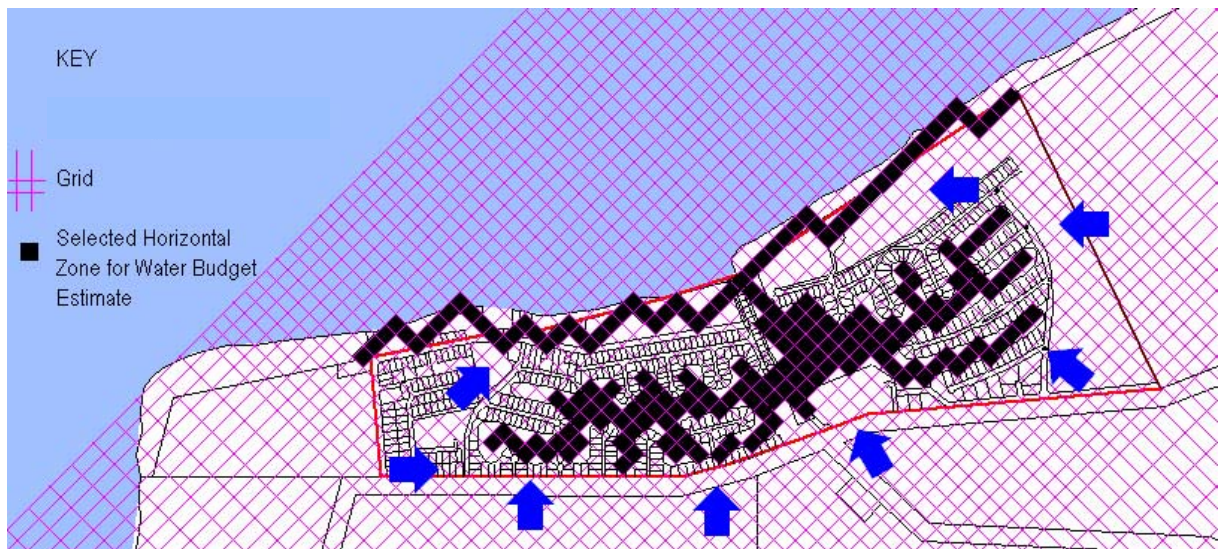 KEY
Grid
Selected Horizontal
Zone for Water Budget
Estimate